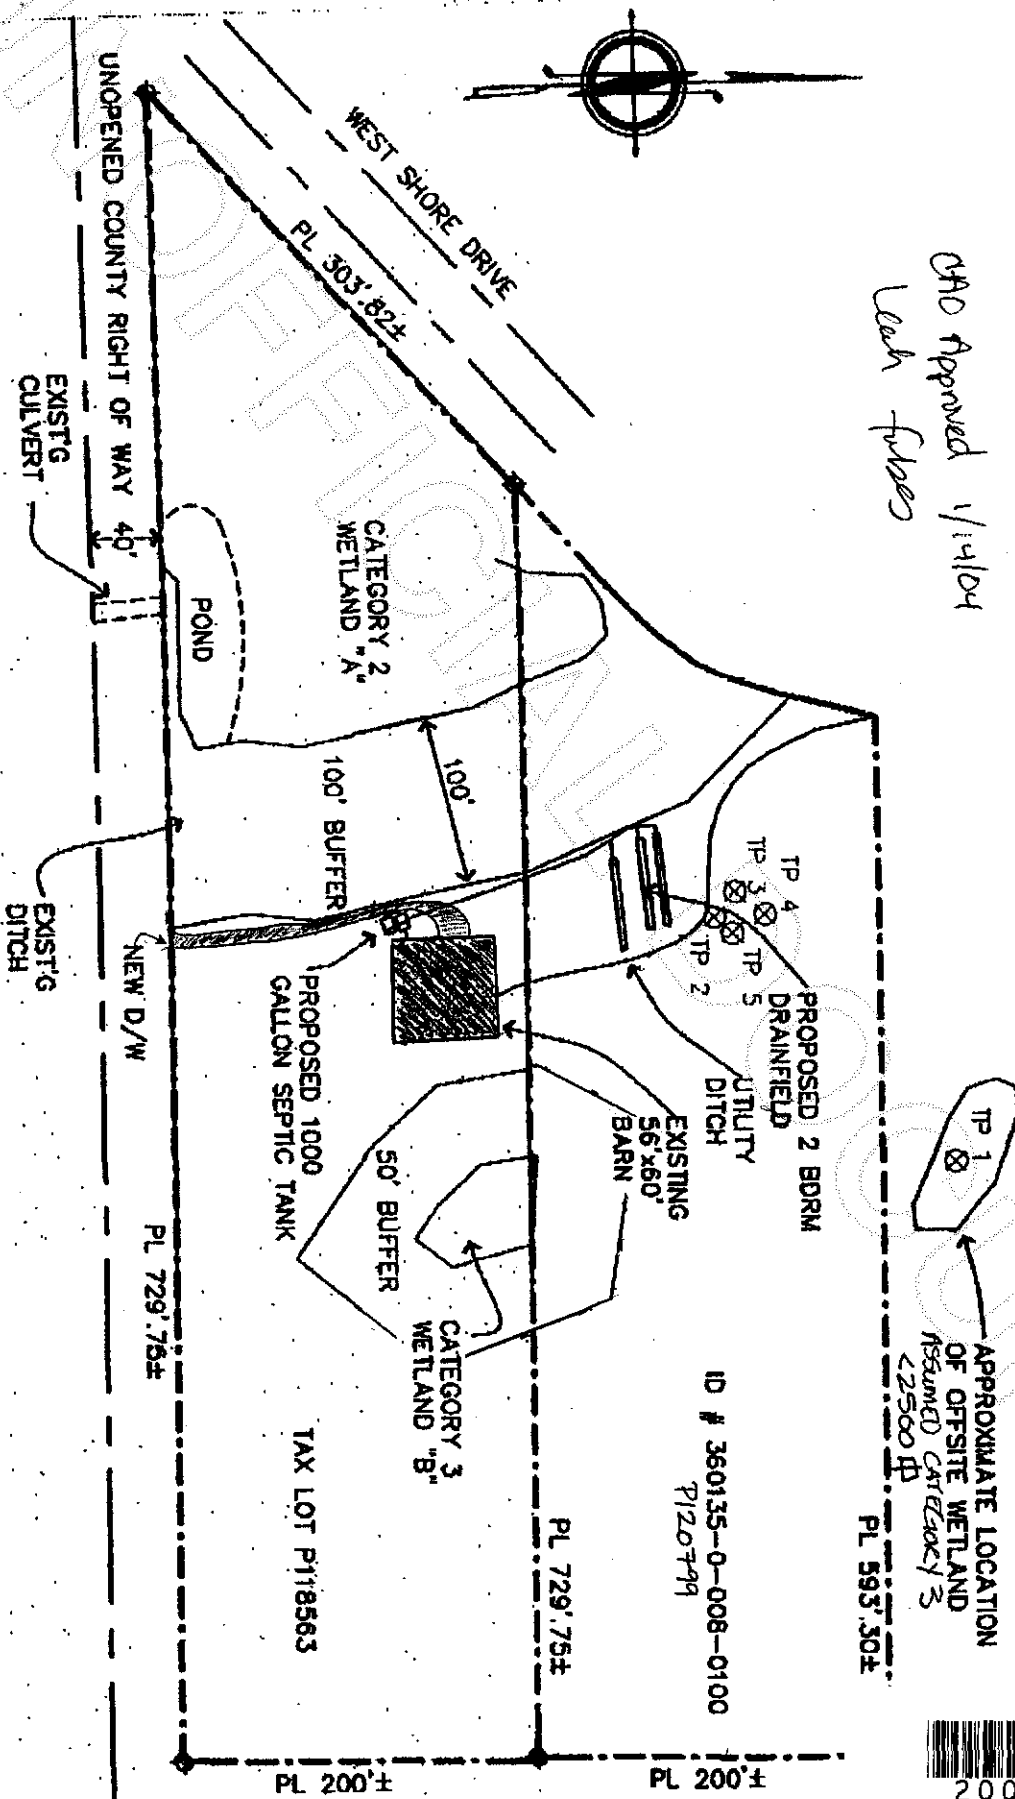 CAO Approved 1/14/04
Leah
WEST SHORE DRIVE
PL 303'.82±
UNOPENED COUNTY RIGHT OF WAY 40'
EXIST'G
CULVERT
POND
CATEGORY 2
WETLAND "A"
100'
100' BUFFER
EXIST'G
DITCH
NEW D/W
PROPOSED 1000
GALLON SEPTIC TANK
TP 4
TP 3
TP 5
TP 2
PROPOSED 2 BDRM
DRAINFIELD
UTILITY
DITCH
EXISTING
56'x60'
BARN
50' BUFFER
CATEGORY 3
WETLAND "B"
TP 1
APPROXIMATE LOCATION
OF OFFSITE WETLAND
ASSUMED CATEGORY 3
<2500
PL 593'.30±
ID # 360135-0-008-0100
P120799
PL 729'.75±
TAX LOT P118563
PL 729'.75±
PL 200'±
PL 200'±
200
UNOFFICIAL